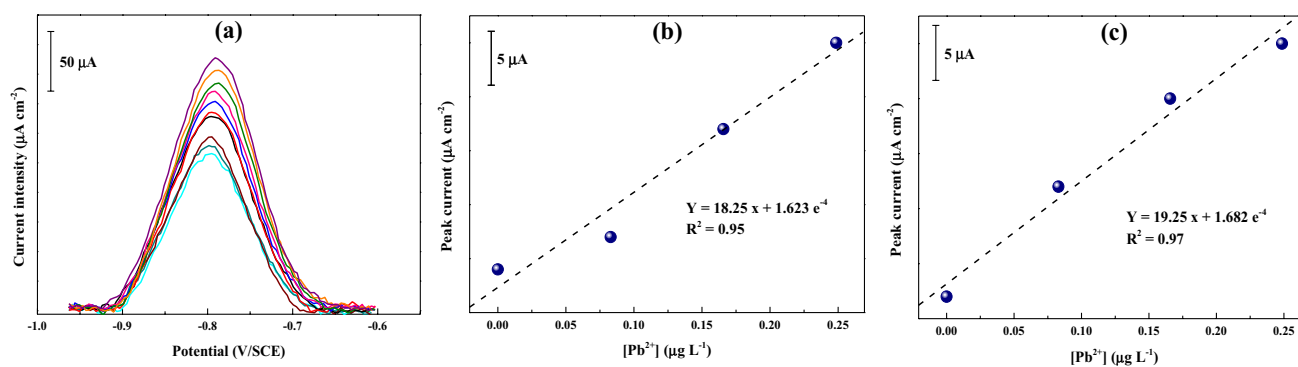 (a)
50 μA
Current intensity (μA cm⁻²)
-1.0 -0.9 -0.8 -0.7 -0.6
Potential (V/SCE)
(b)
5 μA
Peak current (μA cm⁻²)
Y = 18.25 x + 1.623 e⁻⁴
R² = 0.95
0.00 0.05 0.10 0.15 0.20 0.25
[Pb²⁺] (μg L⁻¹)
(c)
5 μA
Peak current (μA cm⁻²)
Y = 19.25 x + 1.682 e⁻⁴
R² = 0.97
0.00 0.05 0.10 0.15 0.20 0.25
[Pb²⁺] (μg L⁻¹)